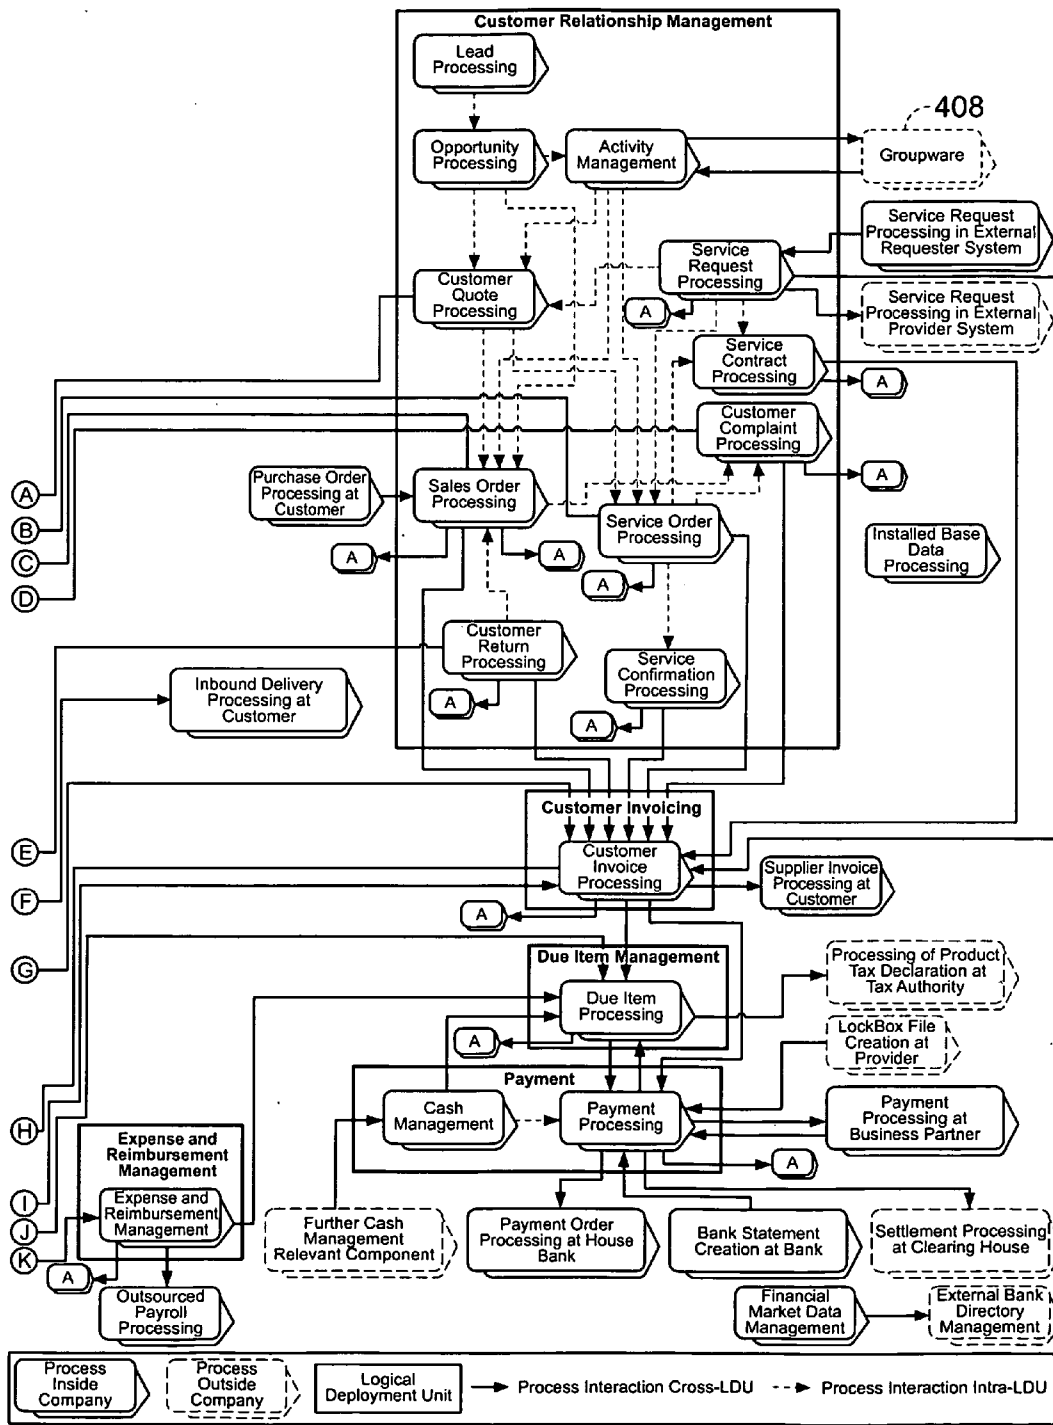 Customer Relationship Management
Lead
Processing
408
Opportunity
Processing
Activity
Management
Groupware
Service Request
Processing in External
Requester System
Service
Request
Processing
Customer
Quote
Processing
A
Service Request
Processing in External
Provider System
Service
Contract
Processing
A
Customer
Complaint
Processing
A
Purchase Order
Processing at
Customer
Sales Order
Processing
Service Order
Processing
Installed Base
Data
Processing
A
B
C
D
A
A
A
Customer
Return
Processing
Service
Confirmation
Processing
Inbound Delivery
Processing at
Customer
A
A
Customer Invoicing
E
Customer
Invoice
Processing
Supplier Invoice
Processing at
Customer
F
A
G
Due Item Management
Due Item
Processing
Processing of Product
Tax Declaration at
Tax Authority
A
LockBox File
Creation at
Provider
Payment
Cash
Management
Payment
Processing
Payment
Processing at
Business Partner
H
Expense and
Reimbursement
Management
A
I
J
K
Expense and
Reimbursement
Management
Further Cash
Management
Relevant Component
Payment Order
Processing at House
Bank
Bank Statement
Creation at Bank
Settlement Processing
at Clearing House
A
Outsourced
Payroll
Processing
Financial
Market Data
Management
External Bank
Directory
Management
Process
Inside
Company
Process
Outside
Company
Logical
Deployment Unit
Process Interaction Cross-LDU
Process Interaction Intra-LDU